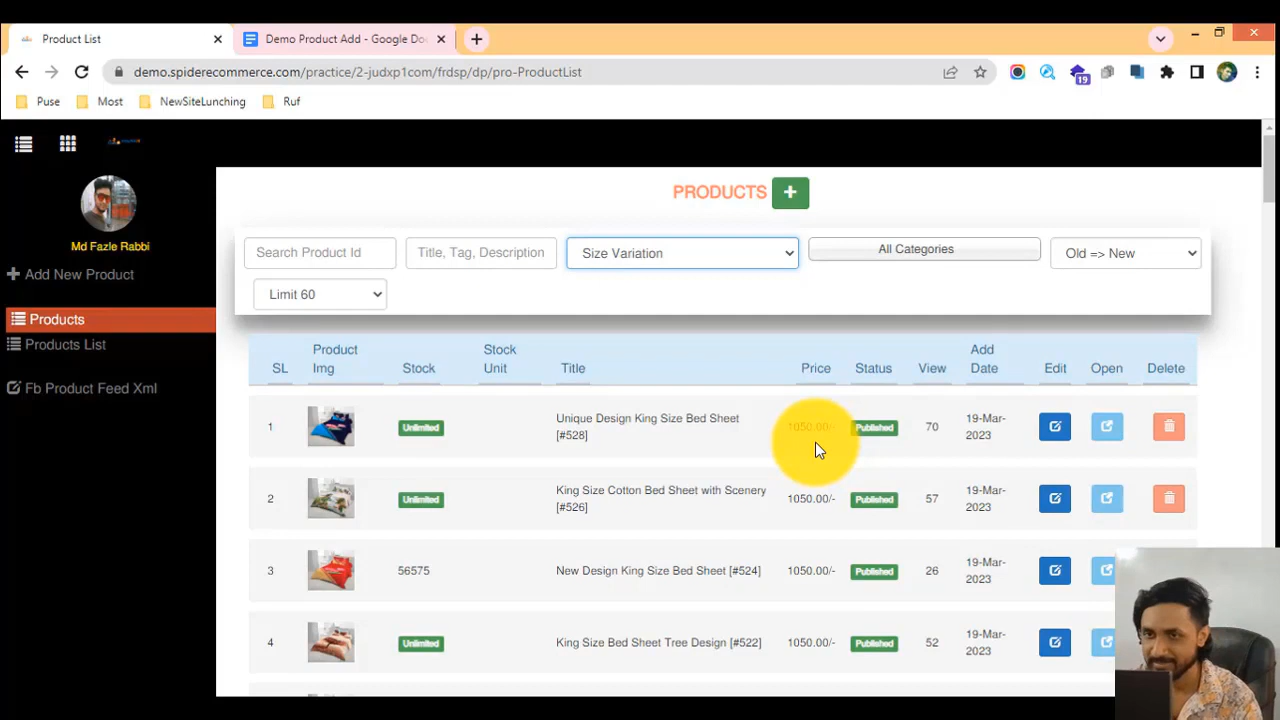 Product List
Demo Product Add - Google Do
demo.spiderecommerce.com/practice/2-judxp1com/frdsp/dp/pro-ProductList
19
Puse
Most
NewSiteLunching
Ruf
Md Fazle Rabbi
Add New Product
Products
Products List
Fb Product Feed Xml
PRODUCTS
Search Product Id
Title, Tag, Description
Size Variation
All Categories
Old => New
Limit 60
SL
Product
Img
Stock
Stock
Unit
Title
Price
Status
View
Add
Date
Edit
Open
Delete
1
Unlimited
Unique Design King Size Bed Sheet
[#528]
1050.00/-
Published
70
19-Mar-
2023
2
Unlimited
King Size Cotton Bed Sheet with Scenery
[#526]
1050.00/-
Published
57
19-Mar-
2023
3
56575
New Design King Size Bed Sheet [#524]
1050.00/-
Published
26
19-Mar-
2023
4
Unlimited
King Size Bed Sheet Tree Design [#522]
1050.00/-
Published
52
19-Mar-
2023